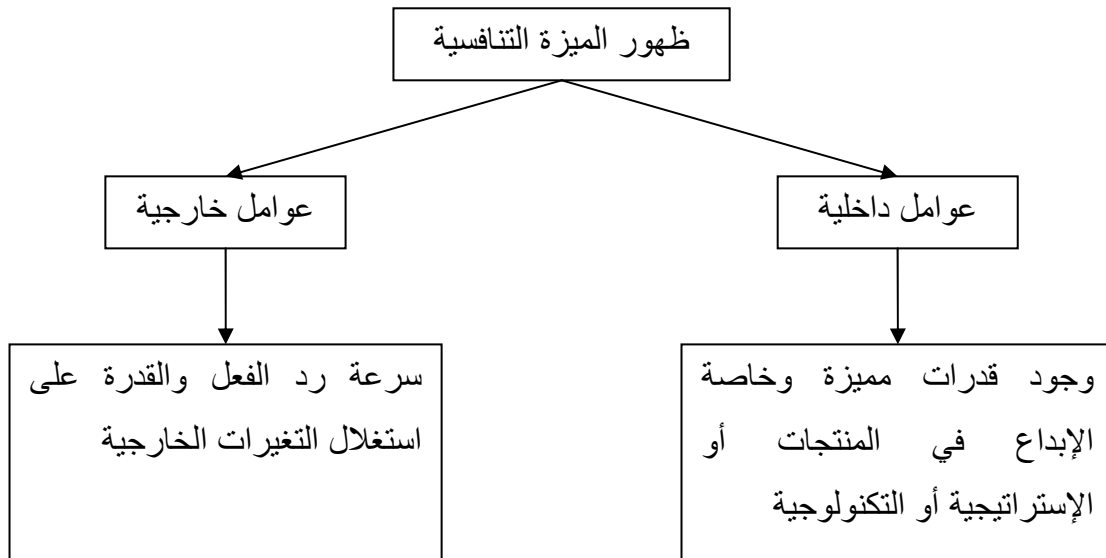 ظهور الميزة التنافسية
عوامل داخلية
عوامل خارجية
وجود قدرات مميزة وخاصة
الإبداع في المنتجات أو
الإستراتيجية أو التكنولوجية
سرعة رد الفعل والقدرة على
استغلال التغيرات الخارجية